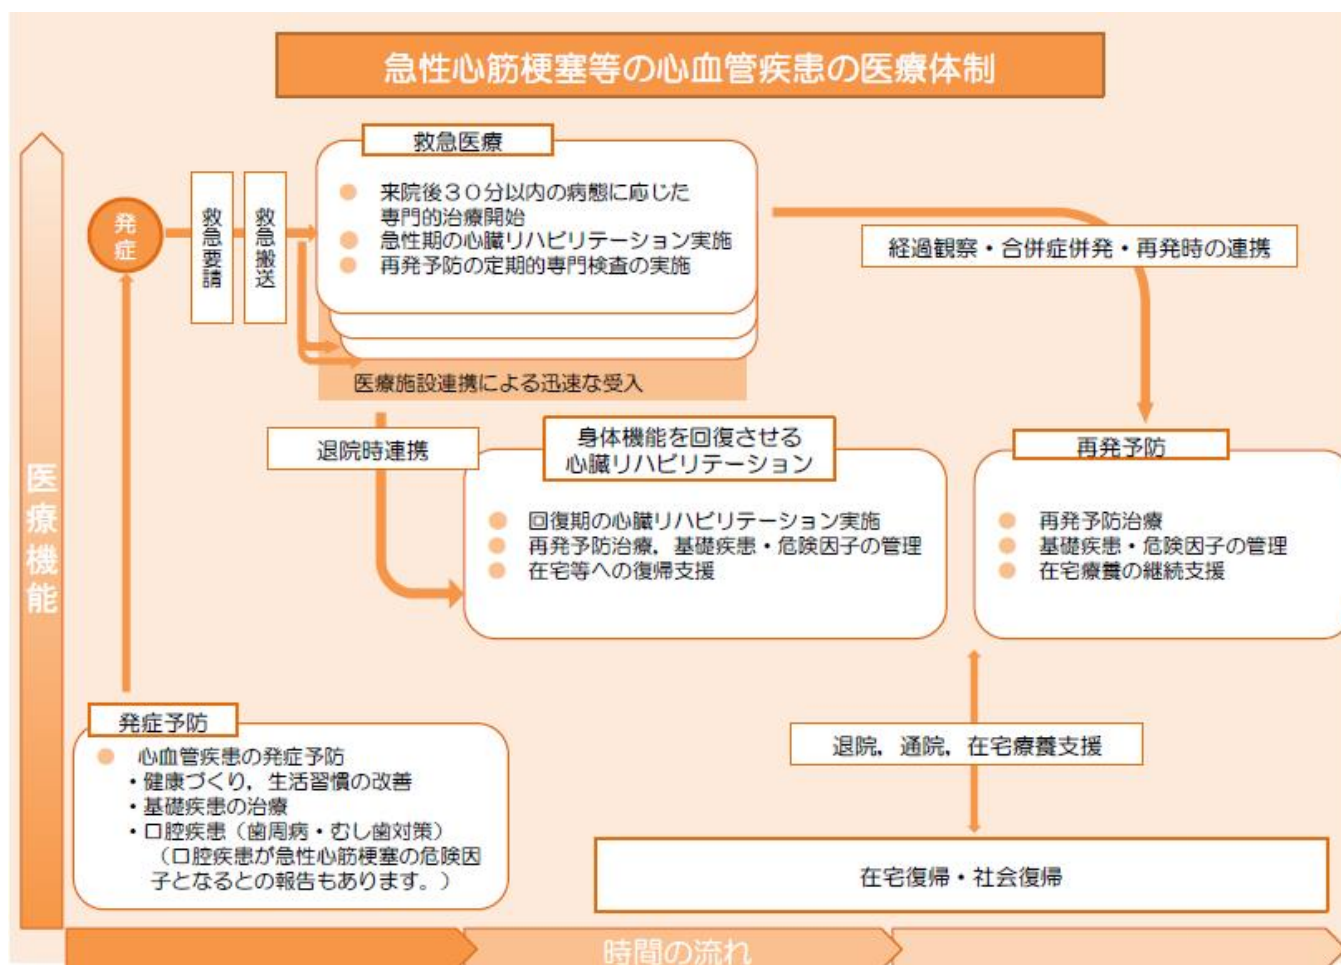 急性心筋梗塞等の心血管疾患の医療体制
救急医療
来院後30分以内の病態に応じた
専門的治療開始
急性期の心臓リハビリテーション実施
再発予防の定期的専門検査の実施
発症
救急要請
救急搬送
経過観察・合併症併発・再発時の連携
医療施設連携による迅速な受入
退院時連携
身体機能を回復させる
心臓リハビリテーション
回復期の心臓リハビリテーション実施
再発予防治療，基礎疾患・危険因子の管理
在宅等への復帰支援
再発予防
再発予防治療
基礎疾患・危険因子の管理
在宅療養の継続支援
医療機能
発症予防
心血管疾患の発症予防
・健康づくり，生活習慣の改善
・基礎疾患の治療
・口腔疾患（歯周病・むし歯対策）
（口腔疾患が急性心筋梗塞の危険因
子となるとの報告もあります。）
退院，通院，在宅療養支援
在宅復帰・社会復帰
時間の流れ